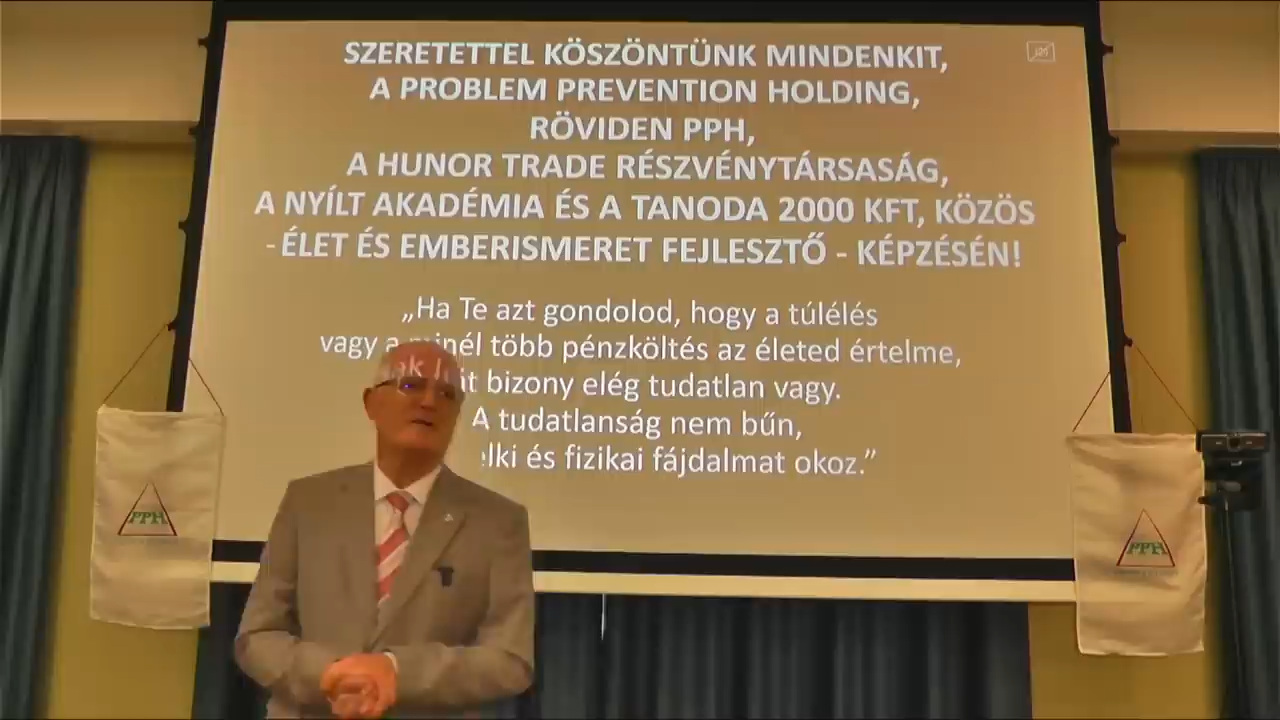 SZERETETTEL KÖSZÖNTÜNK MINDENKIT,
A PROBLEM PREVENTION HOLDING,
RÖVIDEN PPH,
A HUNOR TRADE RÉSZVÉNYTÁRSASÁG,
A NYÍLT AKADÉMIA ÉS A TANODA 2000 KFT, KÖZÖS
- ÉLET ÉS EMBERISMERET FEJLESZTŐ - KÉPZÉSÉN!
„Ha Te azt gondolod, hogy a túlélés
vagy a minél több pénzköltés az életed értelme,
bizony elég tudatlan vagy.
A tudatlanság nem bűn,
és fizikai fájdalmat okoz.”
PPH
PPH